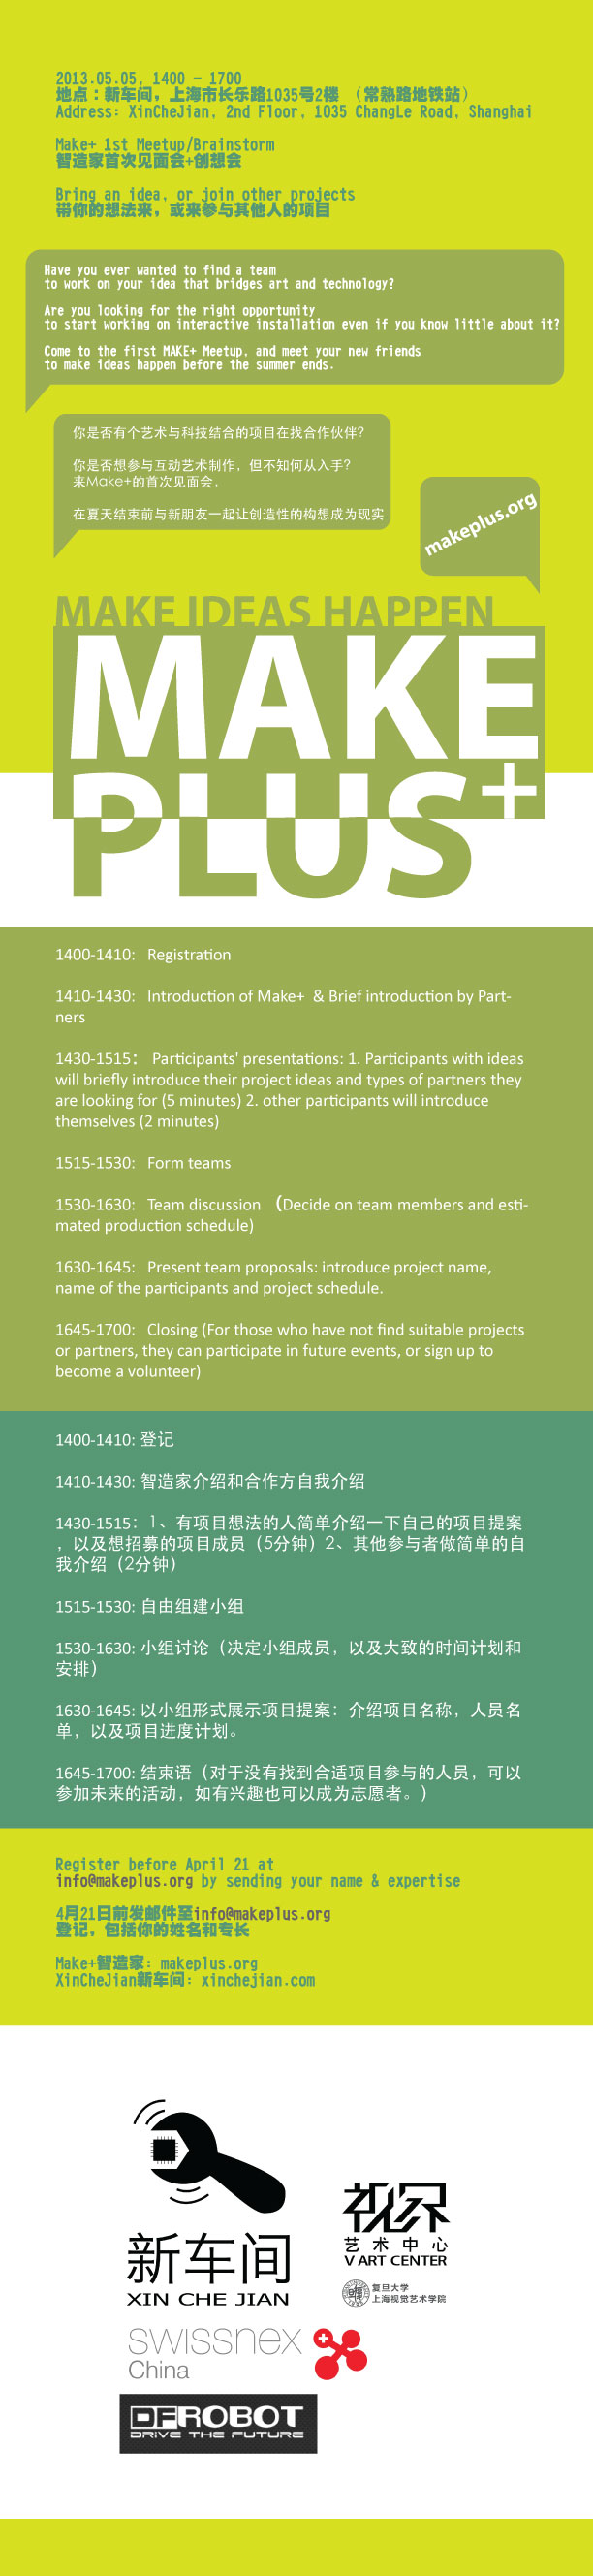 2013.05.05, 1400 - 1700
地点：新车间，上海市长乐路1035号2楼 （常熟路地铁站）
Address: XinCheJian, 2nd Floor, 1035 ChangLe Road, Shanghai
Make+ 1st Meetup/Brainstorm
智造家首次见面会+创想会
Bring an idea, or join other projects
带你的想法来，或来参与其他人的项目
Have you ever wanted to find a team
to work on your idea that bridges art and technology?
Are you looking for the right opportunity
to start working on interactive installation even if you know little about it?
Come to the first MAKE+ Meetup, and meet your new friends
to make ideas happen before the summer ends.
你是否有个艺术与科技结合的项目在找合作伙伴?
你是否想参与互动艺术制作，但不知何从入手?
来Make+的首次见面会，
在夏天结束前与新朋友一起让创造性的构想成为现实
makeplus.org
MAKE IDEAS HAPPEN
MAKE
PLUS+
1400-1410: Registration
1410-1430: Introduction of Make+ & Brief introduction by Part-
ners
1430-1515: Participants' presentations: 1. Participants with ideas
will briefly introduce their project ideas and types of partners they
are looking for (5 minutes) 2. other participants will introduce
themselves (2 minutes)
1515-1530: Form teams
1530-1630: Team discussion （Decide on team members and esti-
mated production schedule)
1630-1645: Present team proposals: introduce project name,
name of the participants and project schedule.
1645-1700: Closing (For those who have not find suitable projects
or partners, they can participate in future events, or sign up to
become a volunteer)
1400-1410: 登记
1410-1430: 智造家介绍和合作方自我介绍
1430-1515: 1、有项目想法的人简单介绍一下自己的项目提案
，以及想招募的项目成员（5分钟）2、其他参与者做简单的自
我介绍（2分钟）
1515-1530: 自由组建小组
1530-1630: 小组讨论（决定小组成员，以及大致的时间计划和
安排）
1630-1645: 以小组形式展示项目提案：介绍项目名称，人员名
单，以及项目进度计划。
1645-1700: 结束语（对于没有找到合适项目参与的人员，可以
参加未来的活动，如有兴趣也可以成为志愿者。）
Register before April 21 at
info@makeplus.org by sending your name & expertise
4月21日前发邮件至info@makeplus.org
登记，包括你的姓名和专长
Make+智造家: makeplus.org
XinCheJian新车间: xinchejian.com
新车间
XIN CHE JIAN
视界
艺术中心
V ART CENTER
复旦大学
上海视觉艺术学院
swissnex
China
DFROBOT
DRIVE THE FUTURE